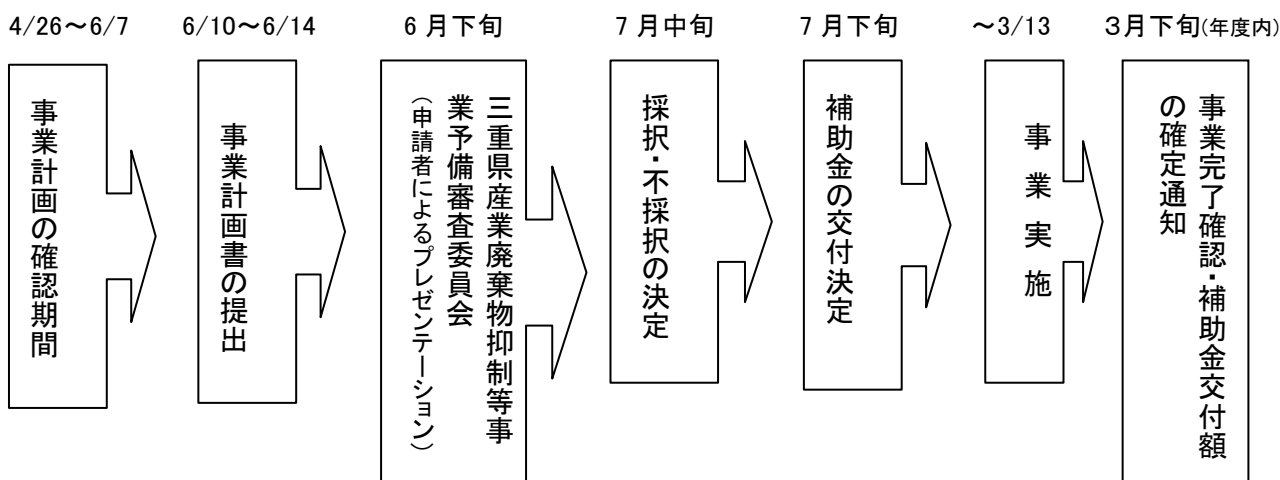 4/26～6/7
6/10～6/14
6月下旬
7月中旬
7月下旬
～3/13
3月下旬(年度内)
事業計画の確認期間
事業計画書の提出
三重県産業廃棄物抑制等事
業予備審査委員会
(申請者によるプレゼンテーション)
採択・不採択の決定
補助金の交付決定
事業実施
事業完了確認・補助金交付額
の確定通知